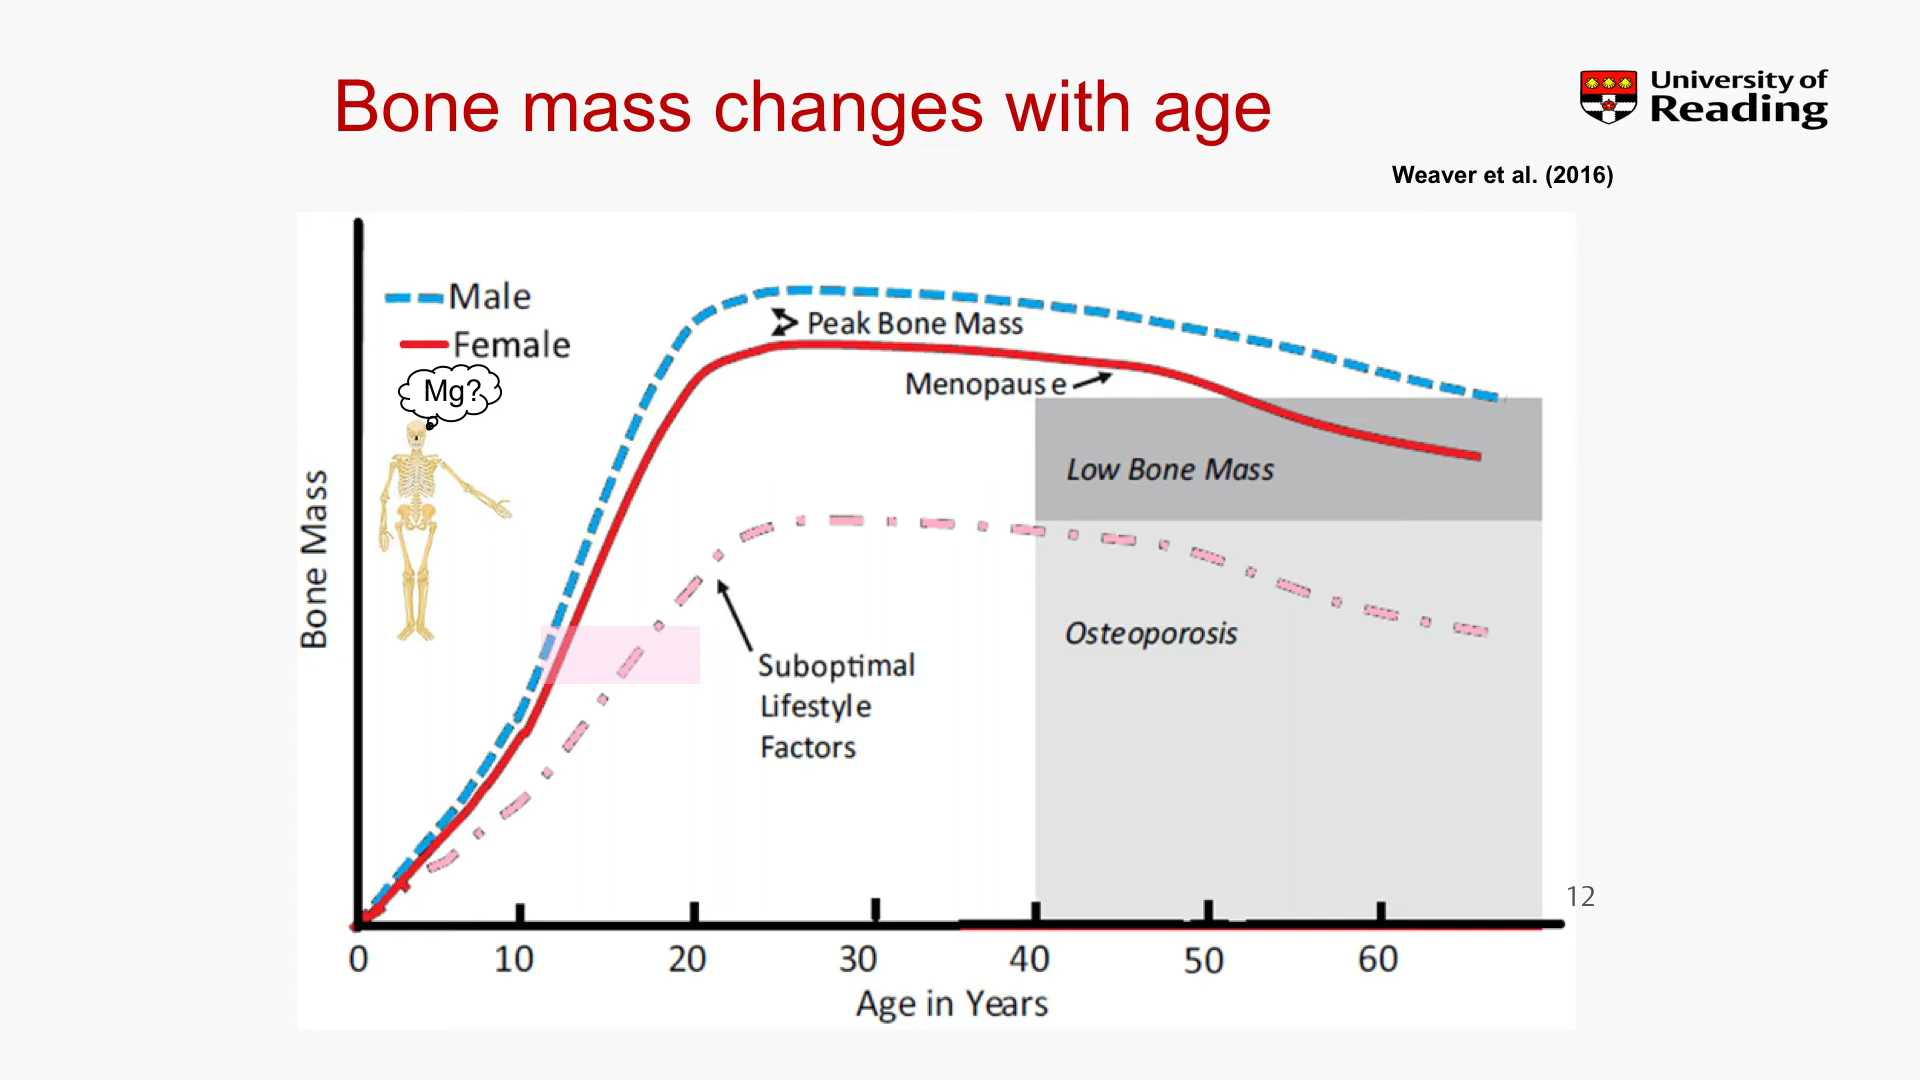 Bone mass changes with age
University of
Reading
Weaver et al. (2016)
Male
Female
Mg?
Peak Bone Mass
Menopause
Low Bone Mass
Osteoporosis
Suboptimal
Lifestyle
Factors
Bone Mass
12
0 10 20 30 40 50 60
Age in Years